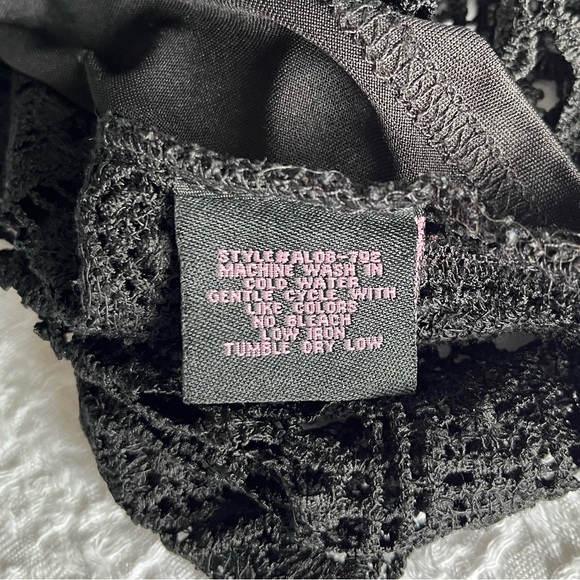 STYLE#ALOB-702
MACHINE WASH IN
COLD WATER
GENTLE CYCLE WITH
LIKE COLORS
NO BLEACH
LOW IRON
TUMBLE DRY LOW